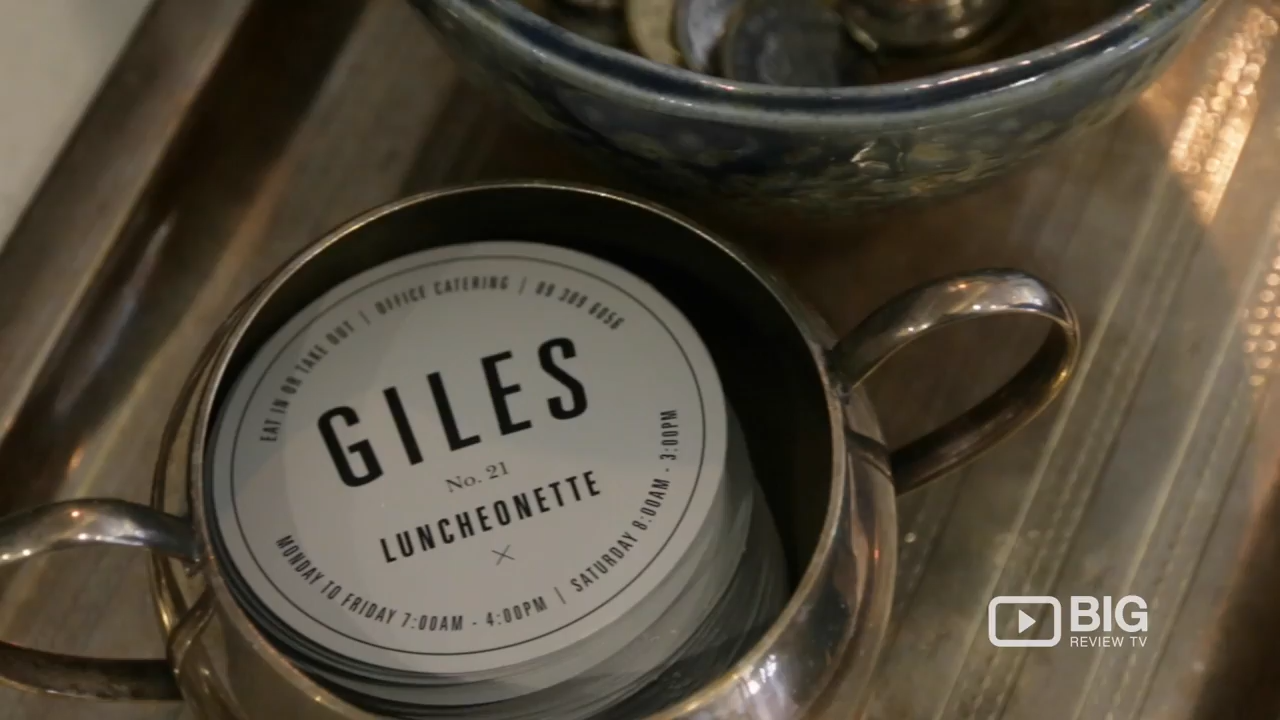 EAT IN OR TAKE OUT | OFFICE CATERING | 09 309 6056
GILES
No. 21
LUNCHEONETTE
MONDAY TO FRIDAY 7:00AM - 4:00PM | SATURDAY 8:00AM - 3:00PM
BIG
REVIEW TV